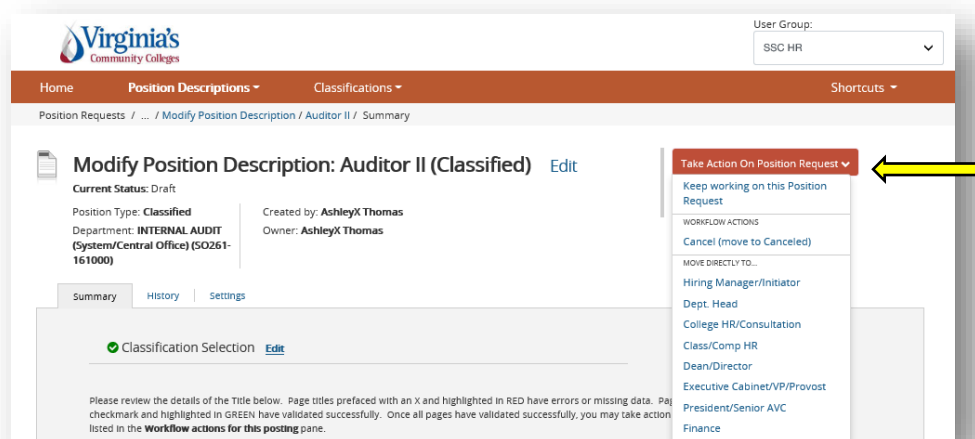 Virginia's
Community Colleges
User Group:
SSC HR
Home Position Descriptions Classifications Shortcuts
Position Requests / ... / Modify Position Description / Auditor II / Summary
Modify Position Description: Auditor II (Classified) Edit
Current Status: Draft
Position Type: Classified
Department: INTERNAL AUDIT
(System/Central Office) (SO261-
161000)
Created by: AshleyX Thomas
Owner: AshleyX Thomas
Take Action On Position Request
Keep working on this Position
Request
WORKFLOW ACTIONS
Cancel (move to Canceled)
MOVE DIRECTLY TO...
Hiring Manager/Initiator
Dept. Head
College HR/Consultation
Class/Comp HR
Dean/Director
Executive Cabinet/VP/Provost
President/Senior AVC
Finance
Summary History Settings
Classification Selection Edit
Please review the details of the Title below. Page titles prefaced with an X and highlighted in RED have errors or missing data. Pag
checkmark and highlighted in GREEN have validated successfully. Once all pages have validated successfully, you may take action
listed in the Workflow actions for this posting pane.